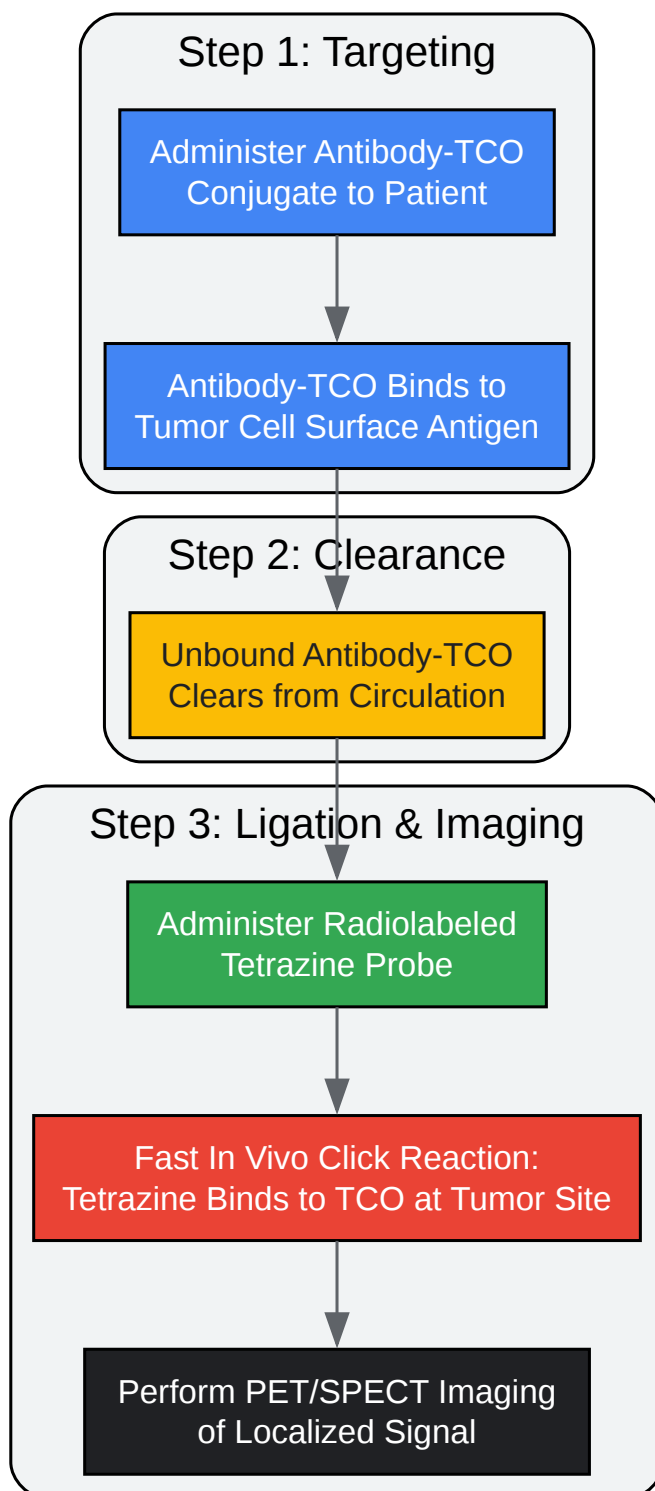 Step 1: Targeting
Administer Antibody-TCO
Conjugate to Patient
Antibody-TCO Binds to
Tumor Cell Surface Antigen
Step 2: Clearance
Unbound Antibody-TCO
Clears from Circulation
Step 3: Ligation & Imaging
Administer Radiolabeled
Tetrazine Probe
Fast In Vivo Click Reaction:
Tetrazine Binds to TCO at Tumor Site
Perform PET/SPECT Imaging
of Localized Signal